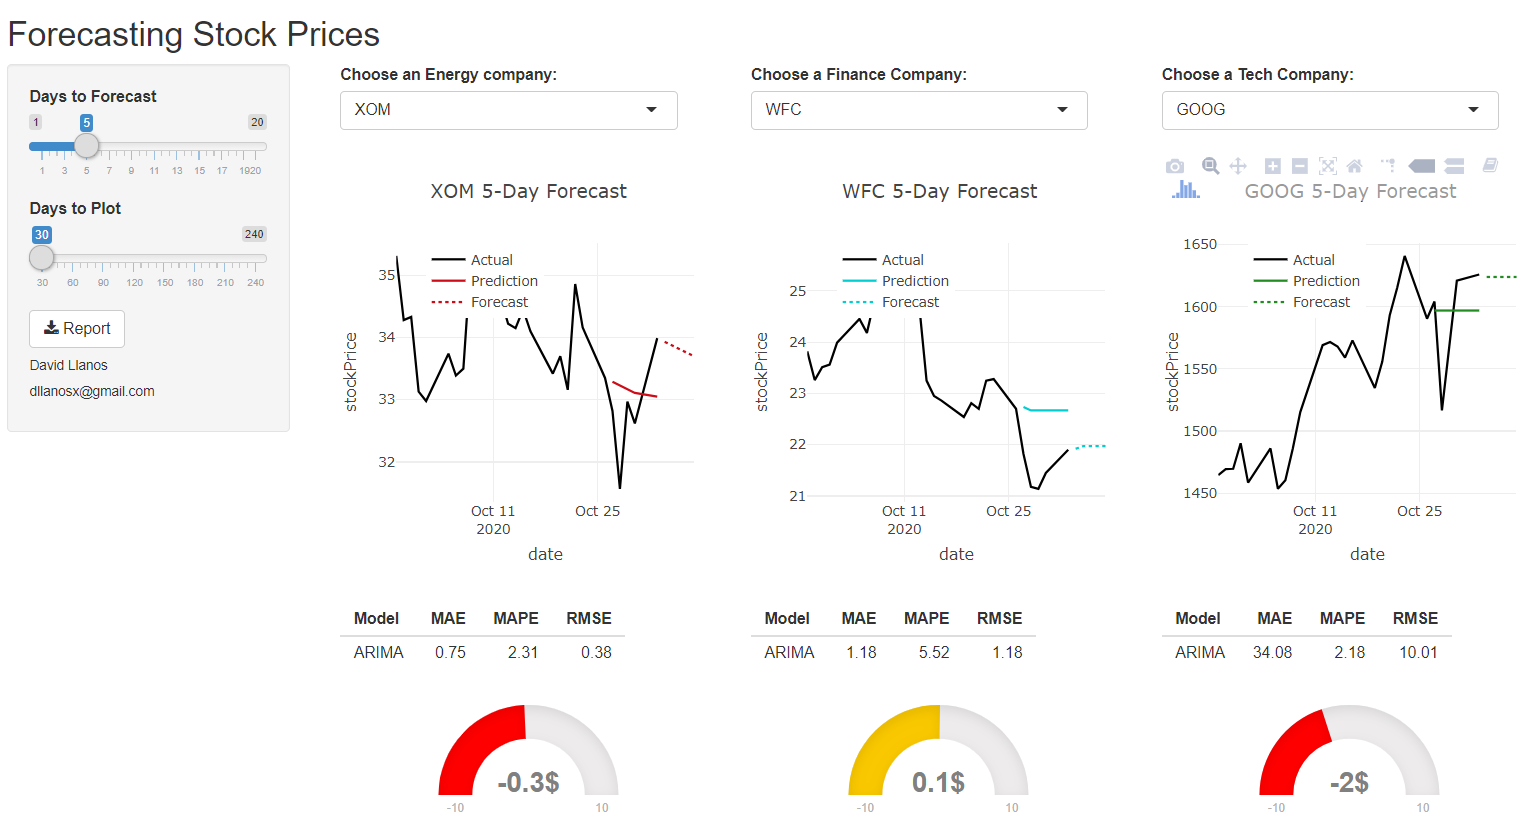 Forecasting Stock Prices
Days to Forecast
1 5 20
1 3 5 7 9 11 13 15 17 1920
Days to Plot
30 240
30 60 90 120 150 180 210 240
Report
David Llanos
dllanosx@gmail.com
Choose an Energy company:
XOM
XOM 5-Day Forecast
Actual
Prediction
Forecast
35
34
33
32
stockPrice
Oct 11
2020
Oct 25
date
Model MAE MAPE RMSE
ARIMA 0.75 2.31 0.38
-0.3$
-10 10
Choose a Finance Company:
WFC
WFC 5-Day Forecast
Actual
Prediction
Forecast
25
24
23
22
21
stockPrice
Oct 11
2020
Oct 25
date
Model MAE MAPE RMSE
ARIMA 1.18 5.52 1.18
0.1$
-10 10
Choose a Tech Company:
GOOG
GOOG 5-Day Forecast
Actual
Prediction
Forecast
1650
1600
1550
1500
1450
stockPrice
Oct 11
2020
Oct 25
date
Model MAE MAPE RMSE
ARIMA 34.08 2.18 10.01
-2$
-10 10